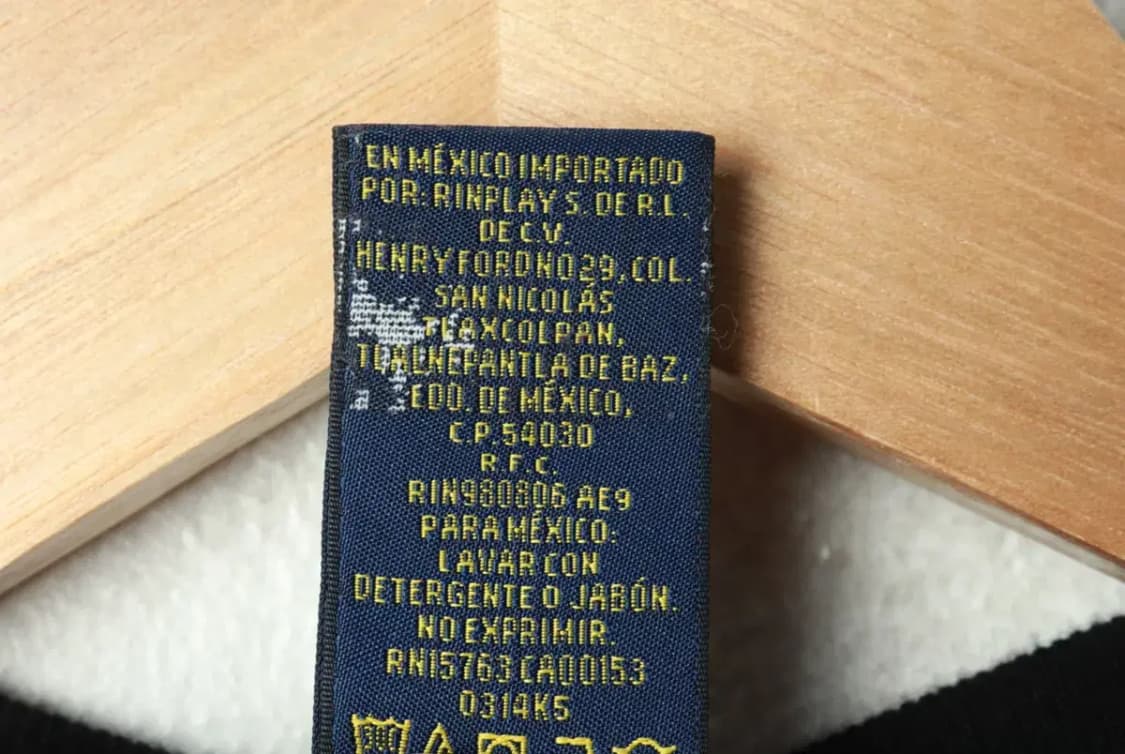 EN MÉXICO IMPORTADO
POR: RINPLAY S. DE R.L.
DE C.V.
HENRY FORD NO 29, COL.
SAN NICOLÁS
TLAXCOLPAN,
TLALNEPANTLA DE BAZ,
EDO. DE MÉXICO,
C.P. 54030
R.F.C.
RIN980806 AE9
PARA MÉXICO:
LAVAR CON
DETERGENTE O JABÓN.
NO EXPRIMIR.
RN15763 CA00153
0314K5